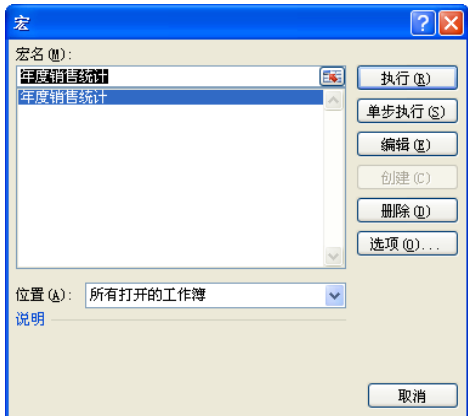 宏
宏名(M):
年度销售统计
年度销售统计
执行(R)
单步执行(S)
编辑(E)
创建(C)
删除(D)
选项(O)...
位置(A): 所有打开的工作簿
说明
取消